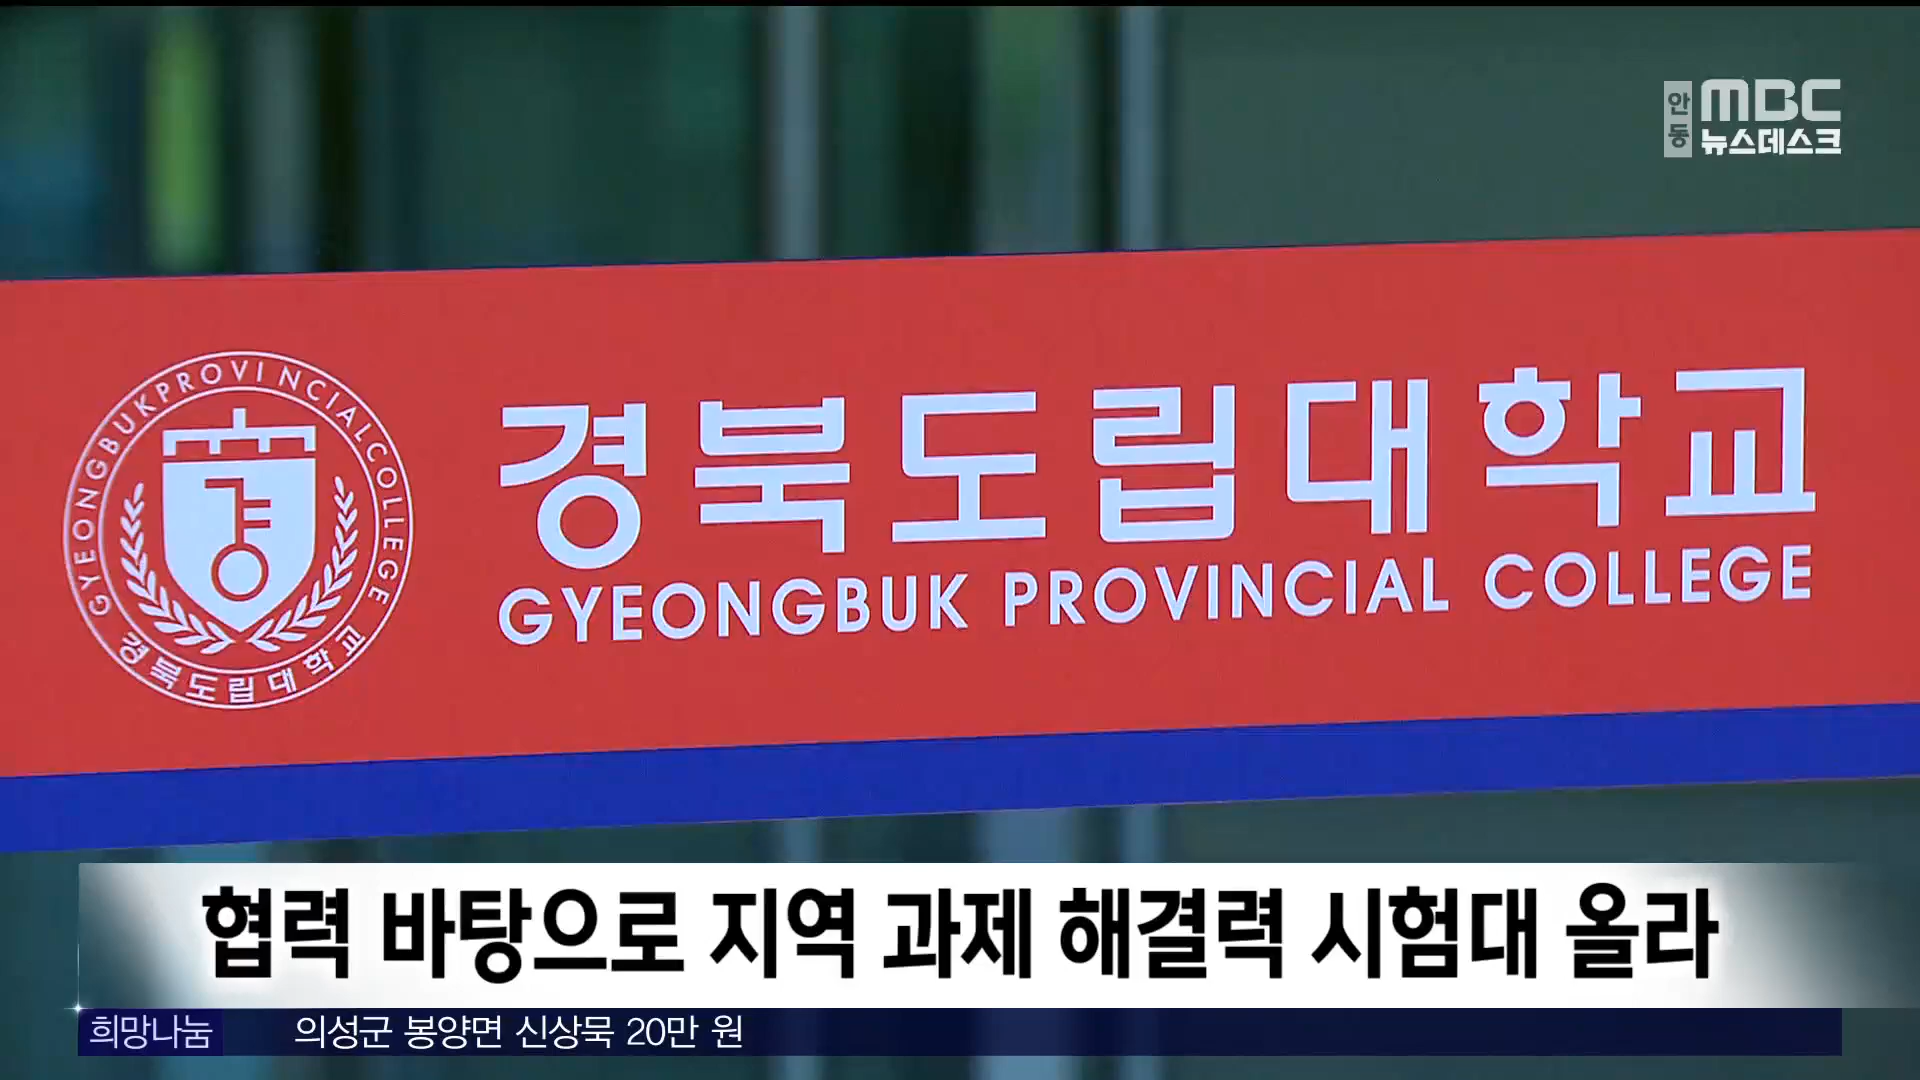 안동
MBC
뉴스데스크
GYEONGBUK PROVINCIAL COLLEGE
경북도립대학교
경북도립대학교
GYEONGBUK PROVINCIAL COLLEGE
협력 바탕으로 지역 과제 해결력 시험대 올라
희망나눔 의성군 봉양면 신상묵 20만 원